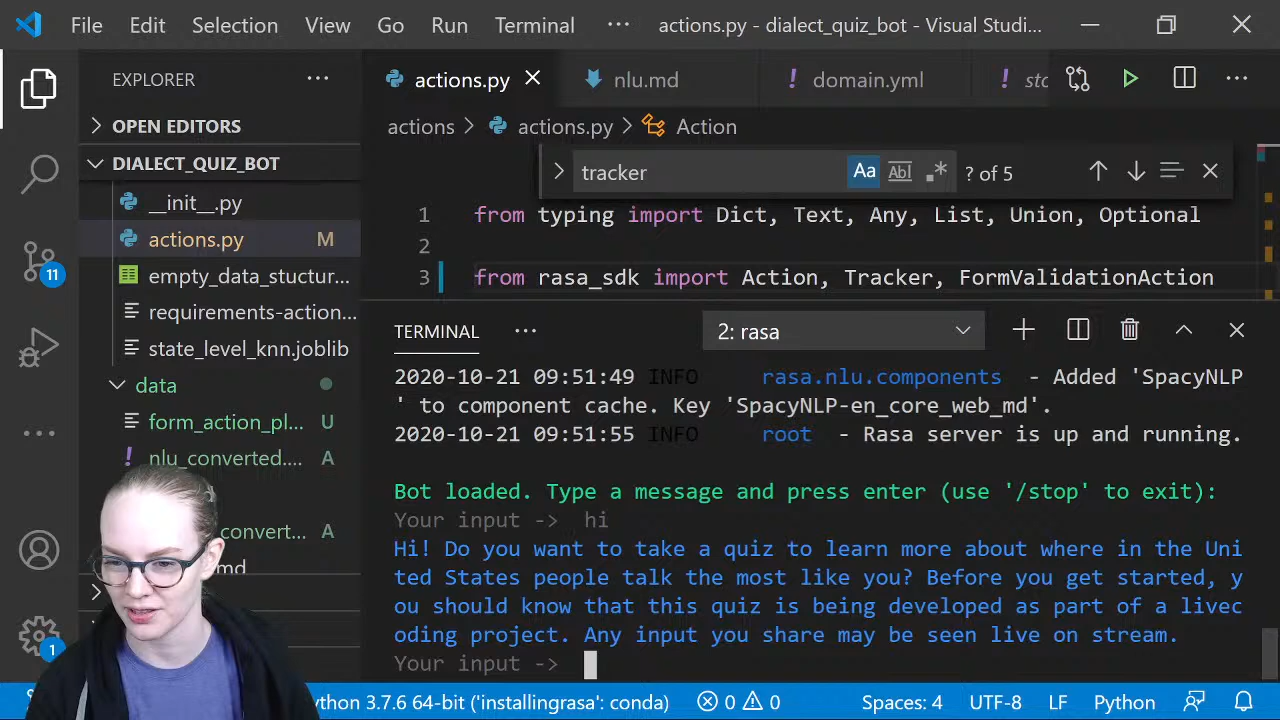 File Edit Selection View Go Run Terminal ··· actions.py - dialect_quiz_bot - Visual Studi...
EXPLORER ···
actions.py nlu.md ! domain.yml ! sto
OPEN EDITORS
actions > actions.py > Action
DIALECT_QUIZ_BOT
tracker Aa Abl .* ? of 5
__init__.py
1 from typing import Dict, Text, Any, List, Union, Optional
actions.py M
2
empty_data_stuctur...
3 from rasa_sdk import Action, Tracker, FormValidationAction
requirements-action...
11
state_level_knn.joblib
TERMINAL ··· 2: rasa
data
2020-10-21 09:51:49 INFO rasa.nlu.components - Added 'SpacyNLP
' to component cache. Key 'SpacyNLP-en_core_web_md'.
form_action_pl... U
2020-10-21 09:51:55 INFO root - Rasa server is up and running.
! nlu_converted.... A
Bot loaded. Type a message and press enter (use '/stop' to exit):
Your input -> hi
_convert... A
Hi! Do you want to take a quiz to learn more about where in the Uni
md
ted States people talk the most like you? Before you get started, y
ou should know that this quiz is being developed as part of a livec
oding project. Any input you share may be seen live on stream.
1
Your input ->
ython 3.7.6 64-bit ('installingrasa': conda) 0 0 Spaces: 4 UTF-8 LF Python